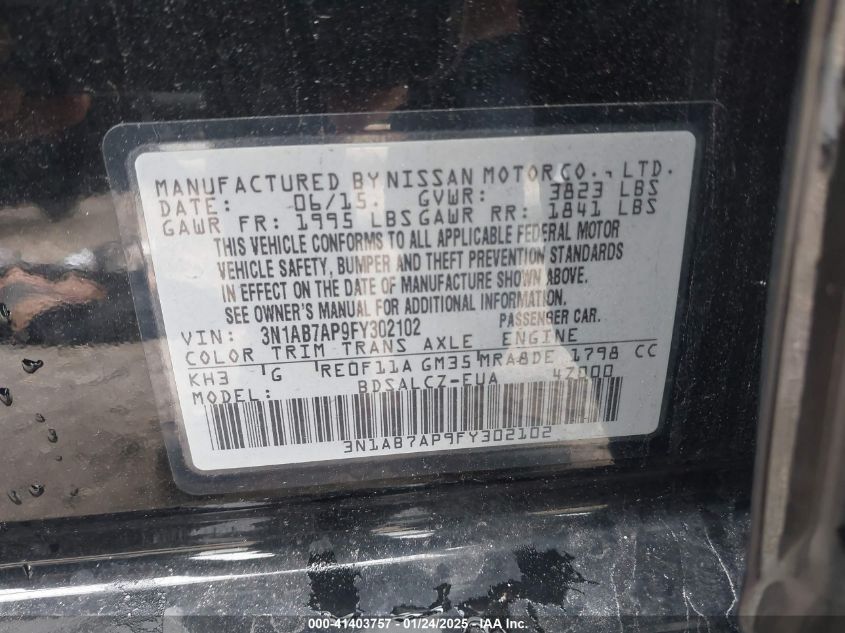 MANUFACTURED BY NISSAN MOTOR CO., LTD.
DATE: 06/15. GVWR: 3823 LBS
GAWR FR: 1995 LBS GAWR RR: 1841 LBS
THIS VEHICLE CONFORMS TO ALL APPLICABLE FEDERAL MOTOR
VEHICLE SAFETY, BUMPER AND THEFT PREVENTION STANDARDS
IN EFFECT ON THE DATE OF MANUFACTURE SHOWN ABOVE.
SEE OWNER'S MANUAL FOR ADDITIONAL INFORMATION.
VIN: 3N1AB7AP9FY302102 PASSENGER CAR.
COLOR TRIM TRANS AXLE ENGINE
KH3 G RE0F11A GM35 MRA8DE 1798 CC
MODEL: BDSALCZ-EUA 47000
3N1AB7AP9FY302102
000-41403757 - 01/24/2025 - IAA, Inc.